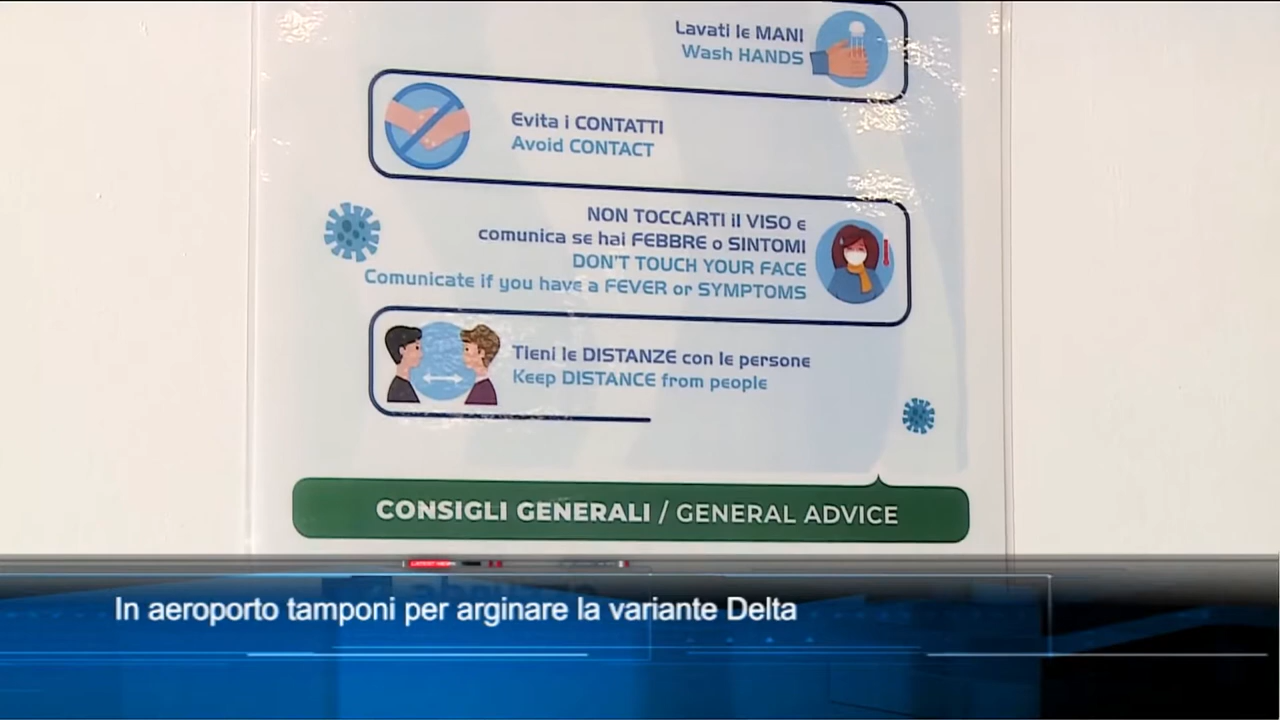 Lavati le MANI
Wash HANDS
Evita i CONTATTI
Avoid CONTACT
NON TOCCARTI il VISO e
comunica se hai FEBBRE o SINTOMI
DON'T TOUCH YOUR FACE
Comunicate if you have a FEVER or SYMPTOMS
Tieni le DISTANZE con le persone
Keep DISTANCE from people
CONSIGLI GENERALI / GENERAL ADVICE
LATEST NEWS
In aeroporto tamponi per arginare la variante Delta